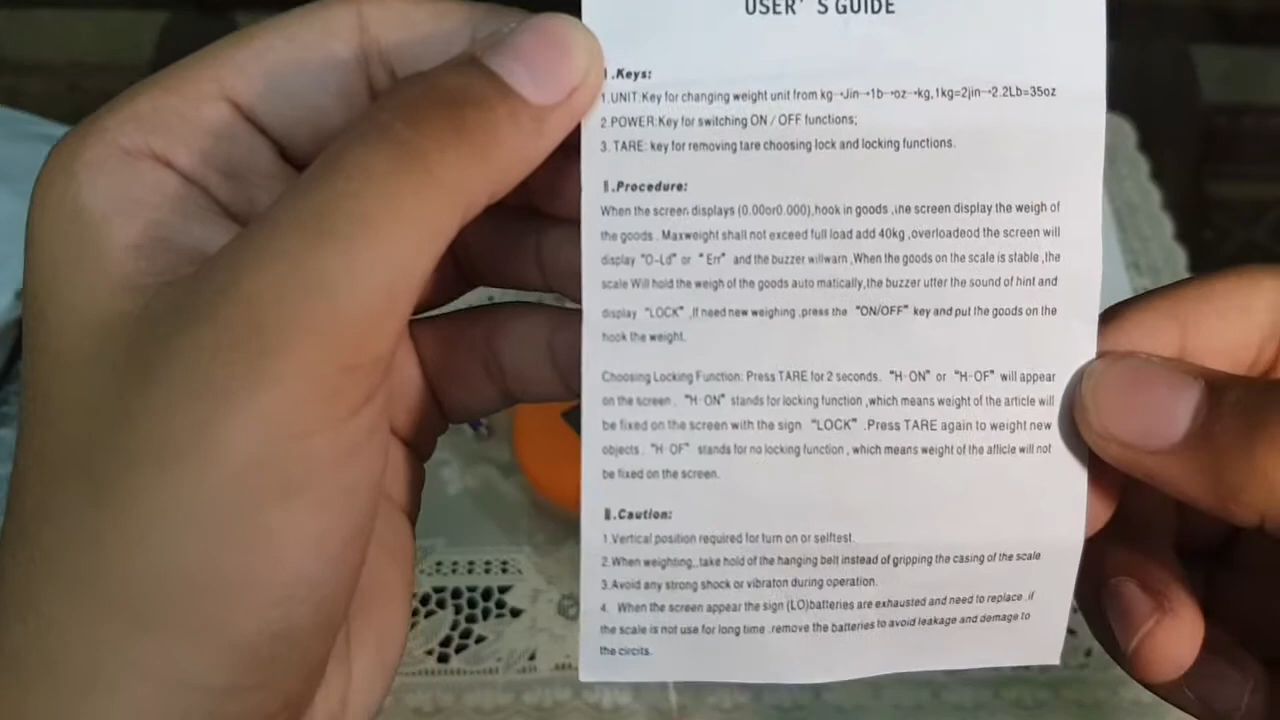 USER' S GUIDE
Ⅰ.Keys:
1.UNIT:Key for changing weight unit from kg→Jin→1b→oz→kg,1kg=2jin→2.2Lb=35oz
2.POWER:Key for switching ON / OFF functions;
3. TARE: key for removing tare choosing lock and locking functions.
Ⅱ.Procedure:
When the screen displays (0.00or0.000),hook in goods ,ine screen display the weigh of
the goods . Maxweight shall not exceed full load add 40kg ,overloadeod the screen will
display "O-Ld" or "Err" and the buzzer willwarn ,When the goods on the scale is stable ,the
scale Will hold the weigh of the goods auto matically,the buzzer utter the sound of hint and
display "LOCK" .If need new weighing .press the "ON/OFF" key and put the goods on the
hook the weight.
Choosing Locking Function: Press TARE for 2 seconds. "H-ON" or "H-OF" will appear
on the screen . "H-ON" stands for locking function ,which means weight of the article will
be fixed on the screen with the sign "LOCK" .Press TARE again to weight new
objects. "H-OF" stands for no locking function , which means weight of the afficle will not
be fixed on the screen.
Ⅲ.Caution:
1.Vertical position required for turn on or selftest.
2.When weighting,.take hold of the hanging belt instead of gripping the casing of the scale
3.Avoid any strong shock or vibraton during operation.
4. When the screen appear the sign (LO)batteries are exhausted and need to replace .if
the scale is not use for long time .remove the batteries to avoid leakage and damage to
the circits.